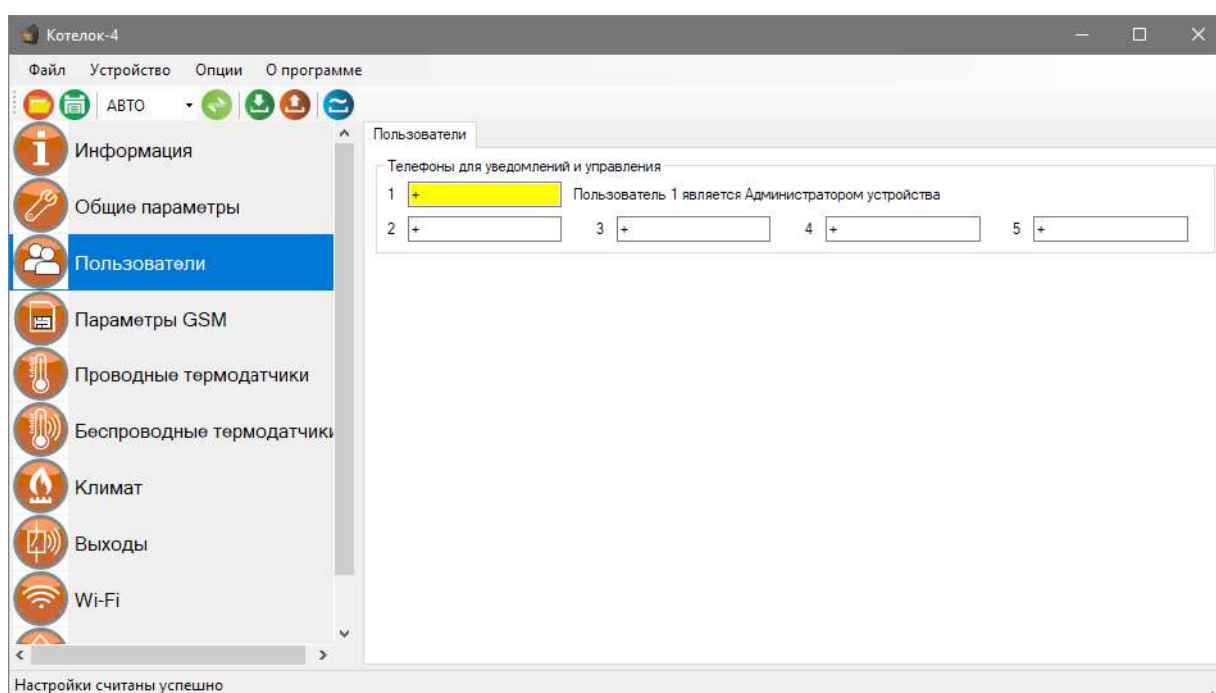 Котелок-4
Файл Устройство Опции О программе
АВТО
Информация
Общие параметры
Пользователи
Параметры GSM
Проводные термодатчики
Беспроводные термодатчики
Климат
Выходы
Wi-Fi
Пользователи
Телефоны для уведомлений и управления
1 + Пользователь 1 является Администратором устройства
2 + 3 + 4 + 5 +
Настройки считаны успешно